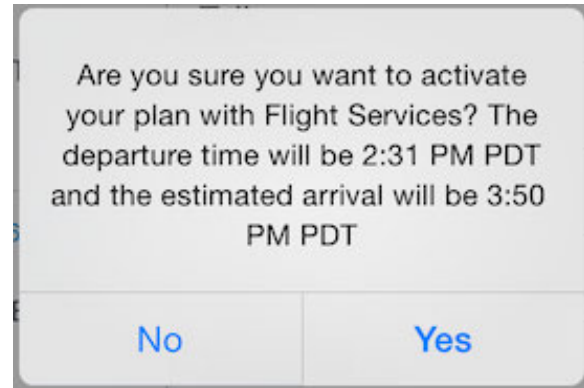 Are you sure you want to activate
your plan with Flight Services? The
departure time will be 2:31 PM PDT
and the estimated arrival will be 3:50
PM PDT
No
Yes